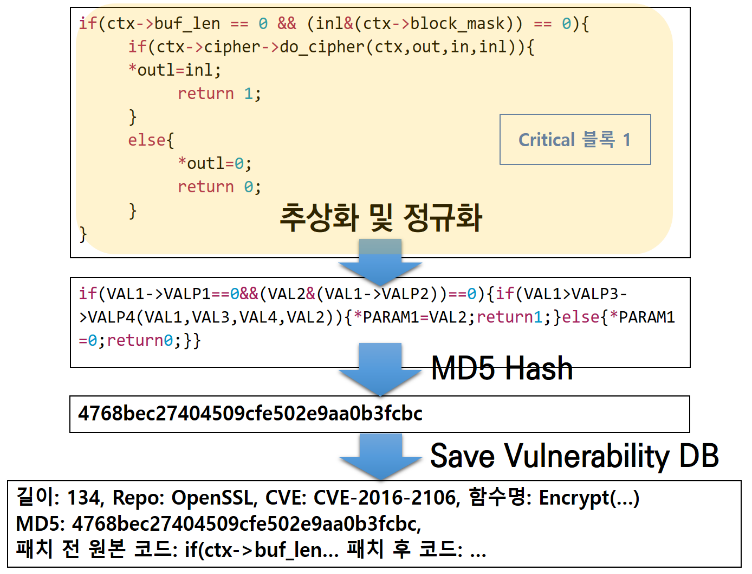 if(ctx->buf_len == 0 && (inl&(ctx->block_mask)) == 0){
if(ctx->cipher->do_cipher(ctx,out,in,inl)){
*outl=inl;
return 1;
}
else{
Critical 블록 1
*outl=0;
return 0;
}
추상화 및 정규화
}
if(VAL1->VALP1==0&&(VAL2&(VAL1->VALP2))==0){if(VAL1>VALP3-
>VALP4(VAL1,VAL3,VAL4,VAL2)){*PARAM1=VAL2;return1;}else{*PARAM1
=0;return0;}}
MD5 Hash
4768bec27404509cfe502e9aa0b3fcbc
Save Vulnerability DB
길이: 134, Repo: OpenSSL, CVE: CVE-2016-2106, 함수명: Encrypt(...)
MD5: 4768bec27404509cfe502e9aa0b3fcbc,
패치 전 원본 코드: if(ctx->buf_len... 패치 후 코드: ...